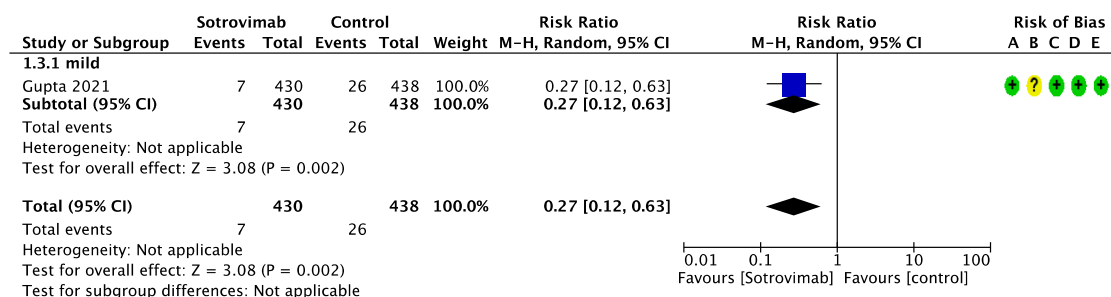 Sotrovimab Control Risk Ratio Risk Ratio Risk of Bias
Study or Subgroup Events Total Events Total Weight M-H, Random, 95% CI M-H, Random, 95% CI A B C D E
1.3.1 mild
Gupta 2021 7 430 26 438 100.0% 0.27 [0.12, 0.63] + ? + + +
Subtotal (95% CI) 430 438 100.0% 0.27 [0.12, 0.63]
Total events 7 26
Heterogeneity: Not applicable
Test for overall effect: Z = 3.08 (P = 0.002)
Total (95% CI) 430 438 100.0% 0.27 [0.12, 0.63]
Total events 7 26
Heterogeneity: Not applicable
Test for overall effect: Z = 3.08 (P = 0.002)
Test for subgroup differences: Not applicable
0.01 0.1 1 10 100
Favours [Sotrovimab] Favours [control]